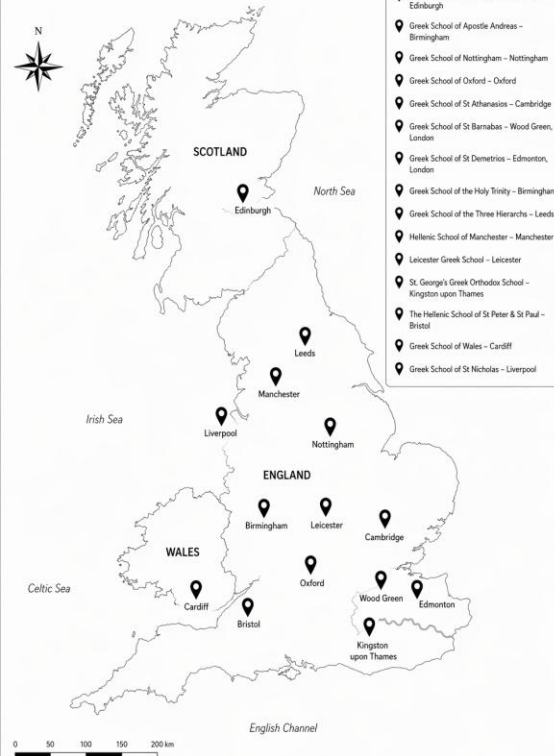 Edinburgh
Greek School of Apostle Andreas –
Birmingham
Greek School of Nottingham – Nottingham
Greek School of Oxford – Oxford
Greek School of St Athanasios – Cambridge
Greek School of St Barnabas – Wood Green,
London
Greek School of St Demetrios – Edmonton,
London
Greek School of the Holy Trinity – Birmingham
Greek School of the Three Hierarchs – Leeds
Hellenic School of Manchester – Manchester
Leicester Greek School – Leicester
St. George's Greek Orthodox School –
Kingston upon Thames
The Hellenic School of St Peter & St Paul –
Bristol
Greek School of Wales – Cardiff
Greek School of St Nicholas – Liverpool
N
SCOTLAND
North Sea
Edinburgh
Leeds
Manchester
Irish Sea
Liverpool
Nottingham
ENGLAND
Birmingham
Leicester
Cambridge
WALES
Oxford
Celtic Sea
Cardiff
Wood Green
Edmonton
Bristol
Kingston
upon Thames
English Channel
0 50 100 150 200 km